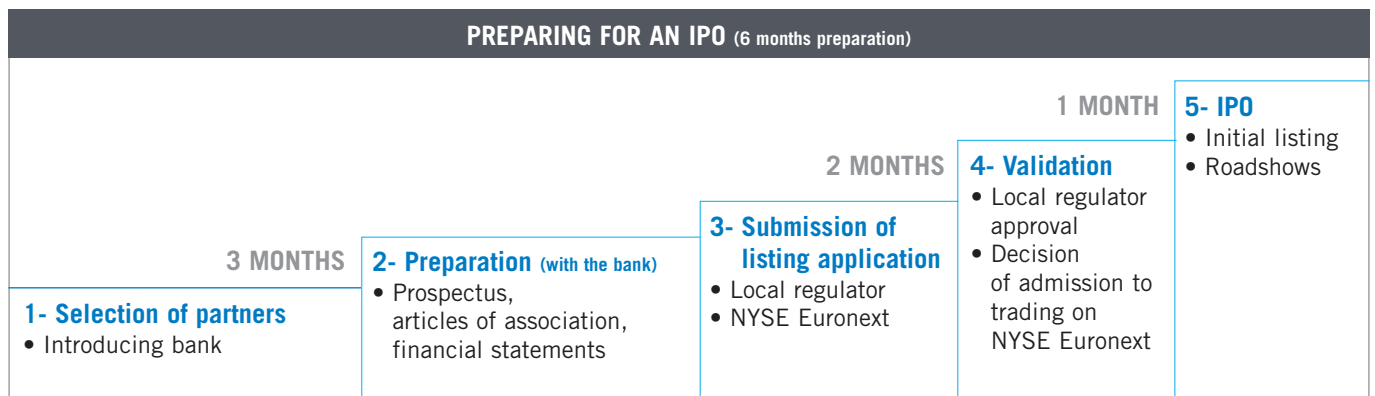 PREPARING FOR AN IPO (6 months preparation)
3 MONTHS
1- Selection of partners
• Introducing bank
2- Preparation (with the bank)
• Prospectus,
articles of association,
financial statements
2 MONTHS
3- Submission of
listing application
• Local regulator
• NYSE Euronext
1 MONTH
4- Validation
• Local regulator
approval
• Decision
of admission to
trading on
NYSE Euronext
5- IPO
• Initial listing
• Roadshows